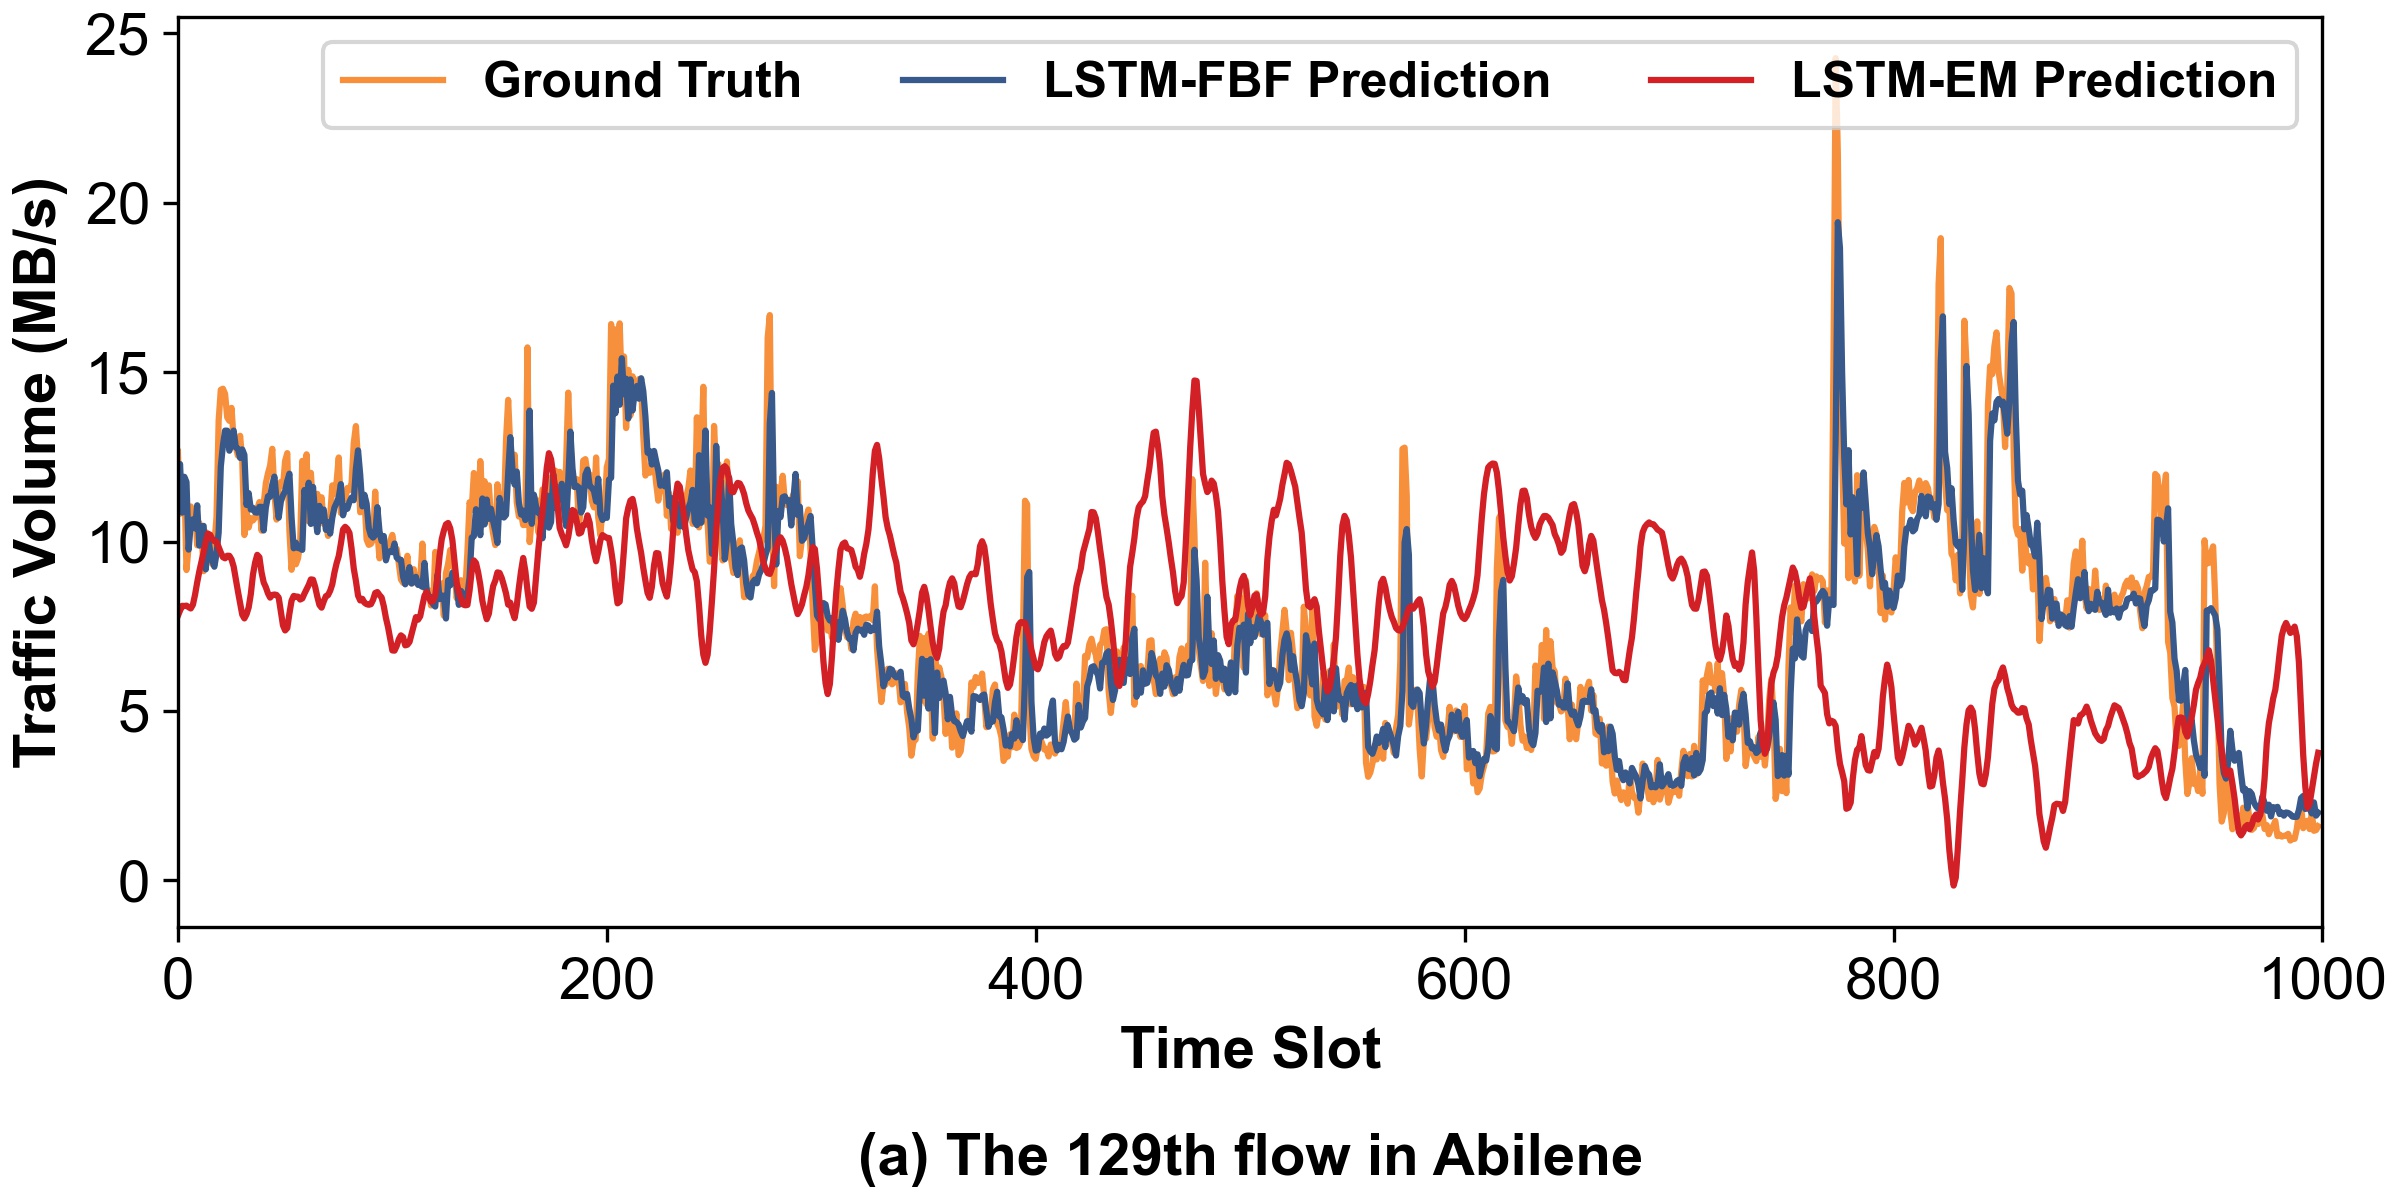 25
20
15
10
5
0
Traffic Volume (MB/s)
Ground Truth
LSTM-FBF Prediction
LSTM-EM Prediction
0 200 400 600 800 1000
Time Slot
(a) The 129th flow in Abilene